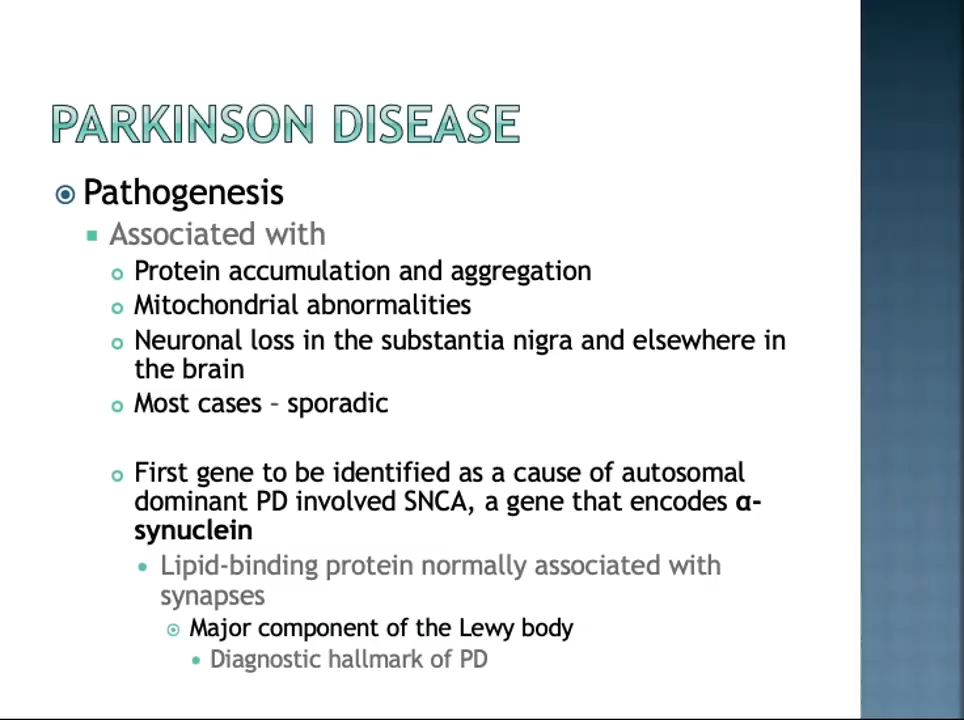 PARKINSON DISEASE
Pathogenesis
Associated with
Protein accumulation and aggregation
Mitochondrial abnormalities
Neuronal loss in the substantia nigra and elsewhere in
the brain
Most cases – sporadic
First gene to be identified as a cause of autosomal
dominant PD involved SNCA, a gene that encodes α-
synuclein
Lipid-binding protein normally associated with
synapses
Major component of the Lewy body
Diagnostic hallmark of PD